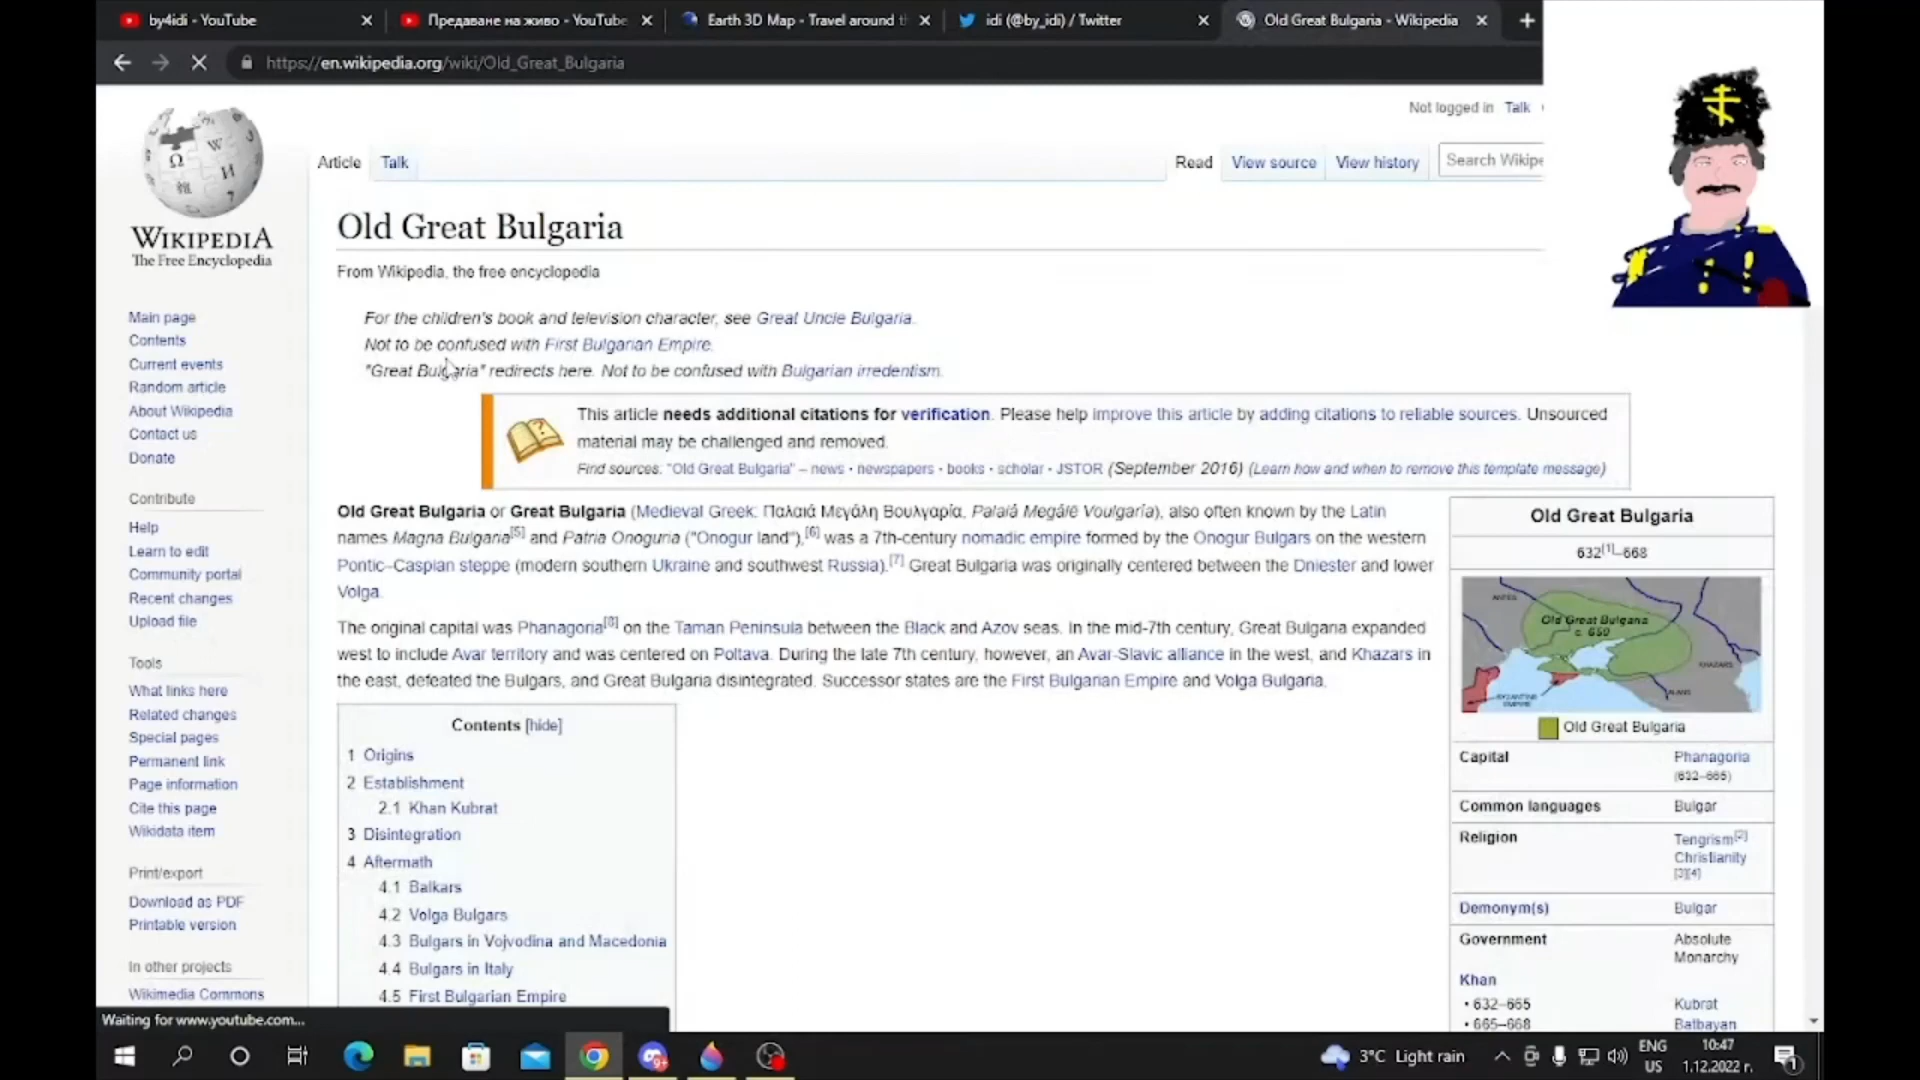 by4idi - YouTube
Предаване на живо - YouTube
Earth 3D Map - Travel around t
idi (@by_idi) / Twitter
Old Great Bulgaria - Wikipedia
https://en.wikipedia.org/wiki/Old_Great_Bulgaria
Not logged in Talk
Article Talk
Read View source View history Search Wikipe
WIKIPEDIA
The Free Encyclopedia
Main page
Contents
Current events
Random article
About Wikipedia
Contact us
Donate
Contribute
Help
Learn to edit
Community portal
Recent changes
Upload file
Tools
What links here
Related changes
Special pages
Permanent link
Page information
Cite this page
Wikidata item
Print/export
Download as PDF
Printable version
In other projects
Wikimedia Commons
Old Great Bulgaria
From Wikipedia, the free encyclopedia
For the children's book and television character, see Great Uncle Bulgaria.
Not to be confused with First Bulgarian Empire.
"Great Bulgaria" redirects here. Not to be confused with Bulgarian irredentism.
This article needs additional citations for verification. Please help improve this article by adding citations to reliable sources. Unsourced
material may be challenged and removed.
Find sources: "Old Great Bulgaria" – news · newspapers · books · scholar · JSTOR (September 2016) (Learn how and when to remove this template message)
Old Great Bulgaria or Great Bulgaria (Medieval Greek: Παλαιά Μεγάλη Βουλγαρία, Palaiá Megálē Voulgaría), also often known by the Latin
names Magna Bulgaria[5] and Patria Onoguria ("Onogur land"),[6] was a 7th-century nomadic empire formed by the Onogur Bulgars on the western
Pontic–Caspian steppe (modern southern Ukraine and southwest Russia).[7] Great Bulgaria was originally centered between the Dniester and lower
Volga.
The original capital was Phanagoria[8] on the Taman Peninsula between the Black and Azov seas. In the mid-7th century, Great Bulgaria expanded
west to include Avar territory and was centered on Poltava. During the late 7th century, however, an Avar-Slavic alliance in the west, and Khazars in
the east, defeated the Bulgars, and Great Bulgaria disintegrated. Successor states are the First Bulgarian Empire and Volga Bulgaria.
Contents [hide]
1 Origins
2 Establishment
2.1 Khan Kubrat
3 Disintegration
4 Aftermath
4.1 Balkars
4.2 Volga Bulgars
4.3 Bulgars in Vojvodina and Macedonia
4.4 Bulgars in Italy
4.5 First Bulgarian Empire
Old Great Bulgaria
632[1]–668
ANTES
Old Great Bulgaria
c. 650
KHAZARS
ALANS
BYZANTINE
EMPIRE
Old Great Bulgaria
Capital Phanagoria
(632–665)
Common languages Bulgar
Religion Tengrism[2]
Christianity
[3][4]
Demonym(s) Bulgar
Government Absolute
Monarchy
Khan
• 632–665 Kubrat
• 665–668 Batbayan
Waiting for www.youtube.com...
3°C Light rain
ENG
US
10:47
1.12.2022 г.
1